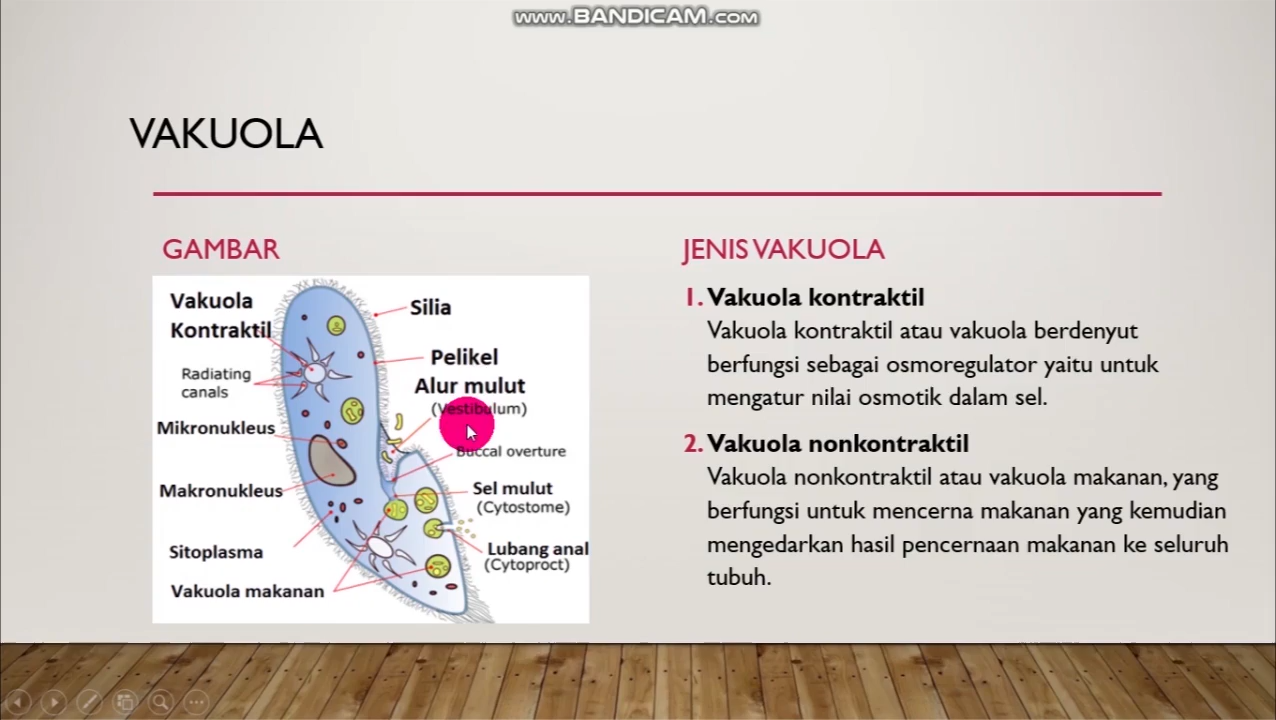 www.BANDICAM.com
VAKUOLA
GAMBAR
Vakuola
Kontraktil
Radiating
canals
Mikronukleus
Makronukleus
Sitoplasma
Vakuola makanan
Silia
Pelikel
Alur mulut
(Vestibulum)
Buccal overture
Sel mulut
(Cytostome)
Lubang anal
(Cytoproct)
JENIS VAKUOLA
1. Vakuola kontraktil
Vakuola kontraktil atau vakuola berdenyut
berfungsi sebagai osmoregulator yaitu untuk
mengatur nilai osmotik dalam sel.
2. Vakuola nonkontraktil
Vakuola nonkontraktil atau vakuola makanan, yang
berfungsi untuk mencerna makanan yang kemudian
mengedarkan hasil pencernaan makanan ke seluruh
tubuh.